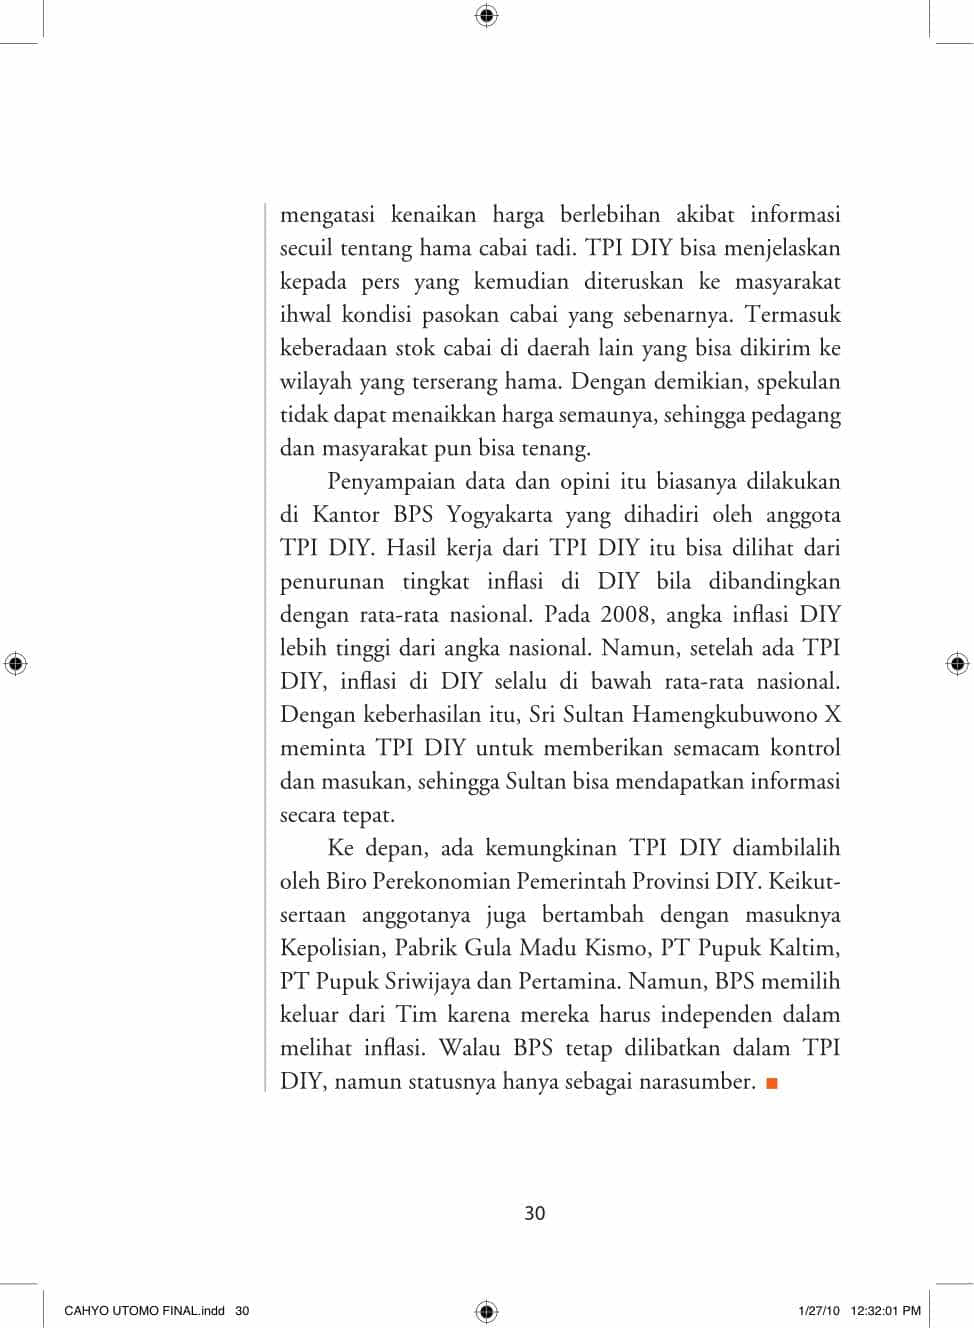 mengatasi kenaikan harga berlebihan akibat informasi
secuil tentang hama cabai tadi. TPI DIY bisa menjelaskan
kepada pers yang kemudian diteruskan ke masyarakat
ihwal kondisi pasokan cabai yang sebenarnya. Termasuk
keberadaan stok cabai di daerah lain yang bisa dikirim ke
wilayah yang terserang hama. Dengan demikian, spekulan
tidak dapat menaikkan harga semaunya, sehingga pedagang
dan masyarakat pun bisa tenang.
Penyampaian data dan opini itu biasanya dilakukan
di Kantor BPS Yogyakarta yang dihadiri oleh anggota
TPI DIY. Hasil kerja dari TPI DIY itu bisa dilihat dari
penurunan tingkat inflasi di DIY bila dibandingkan
dengan rata-rata nasional. Pada 2008, angka inflasi DIY
lebih tinggi dari angka nasional. Namun, setelah ada TPI
DIY, inflasi di DIY selalu di bawah rata-rata nasional.
Dengan keberhasilan itu, Sri Sultan Hamengkubuwono X
meminta TPI DIY untuk memberikan semacam kontrol
dan masukan, sehingga Sultan bisa mendapatkan informasi
secara tepat.
Ke depan, ada kemungkinan TPI DIY diambilalih
oleh Biro Perekonomian Pemerintah Provinsi DIY. Keikut-
sertaan anggotanya juga bertambah dengan masuknya
Kepolisian, Pabrik Gula Madu Kismo, PT Pupuk Kaltim,
PT Pupuk Sriwijaya dan Pertamina. Namun, BPS memilih
keluar dari Tim karena mereka harus independen dalam
melihat inflasi. Walau BPS tetap dilibatkan dalam TPI
DIY, namun statusnya hanya sebagai narasumber.
30
CAHYO UTOMO FINAL.indd 30 1/27/10 12:32:01 PM